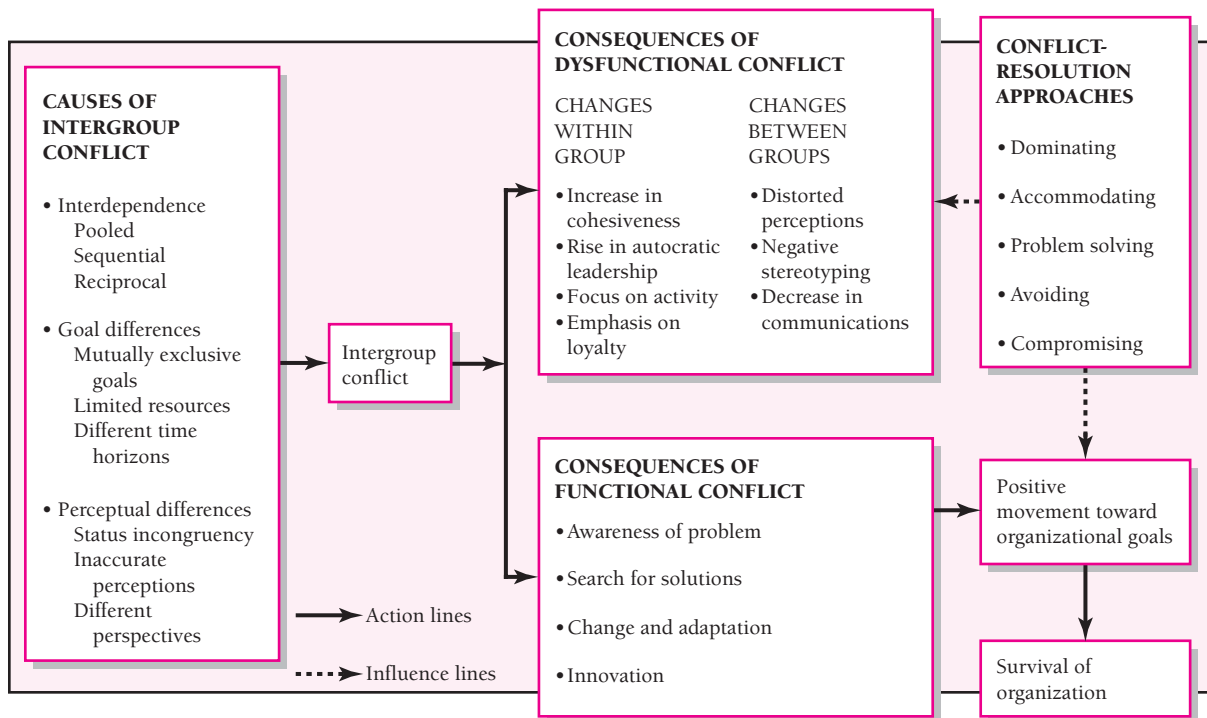 CAUSES OF
INTERGROUP
CONFLICT
• Interdependence
Pooled
Sequential
Reciprocal
• Goal differences
Mutually exclusive
goals
Limited resources
Different time
horizons
• Perceptual differences
Status incongruency
Inaccurate
perceptions
Different
perspectives
Intergroup
conflict
Action lines
Influence lines
CONSEQUENCES OF
DYSFUNCTIONAL CONFLICT
CHANGES
WITHIN
GROUP
• Increase in
cohesiveness
• Rise in autocratic
leadership
• Focus on activity
• Emphasis on
loyalty
CHANGES
BETWEEN
GROUPS
• Distorted
perceptions
• Negative
stereotyping
• Decrease in
communications
CONSEQUENCES OF
FUNCTIONAL CONFLICT
• Awareness of problem
• Search for solutions
• Change and adaptation
• Innovation
CONFLICT-
RESOLUTION
APPROACHES
• Dominating
• Accommodating
• Problem solving
• Avoiding
• Compromising
Positive
movement toward
organizational goals
Survival of
organization